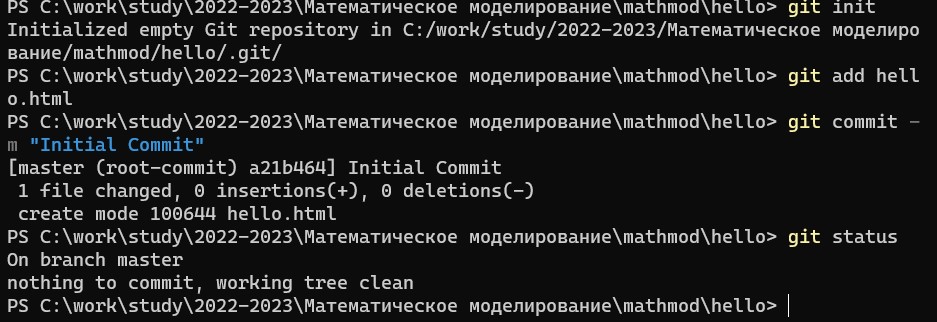 PS C:\work\study\2022-2023\Математическое моделирование\mathmod\hello> git init
Initialized empty Git repository in C:/work/study/2022-2023/Математическое моделиро
вание/mathmod/hello/.git/
PS C:\work\study\2022-2023\Математическое моделирование\mathmod\hello> git add hell
o.html
PS C:\work\study\2022-2023\Математическое моделирование\mathmod\hello> git commit -
m "Initial Commit"
[master (root-commit) a21b464] Initial Commit
 1 file changed, 0 insertions(+), 0 deletions(-)
 create mode 100644 hello.html
PS C:\work\study\2022-2023\Математическое моделирование\mathmod\hello> git status
On branch master
nothing to commit, working tree clean
PS C:\work\study\2022-2023\Математическое моделирование\mathmod\hello>